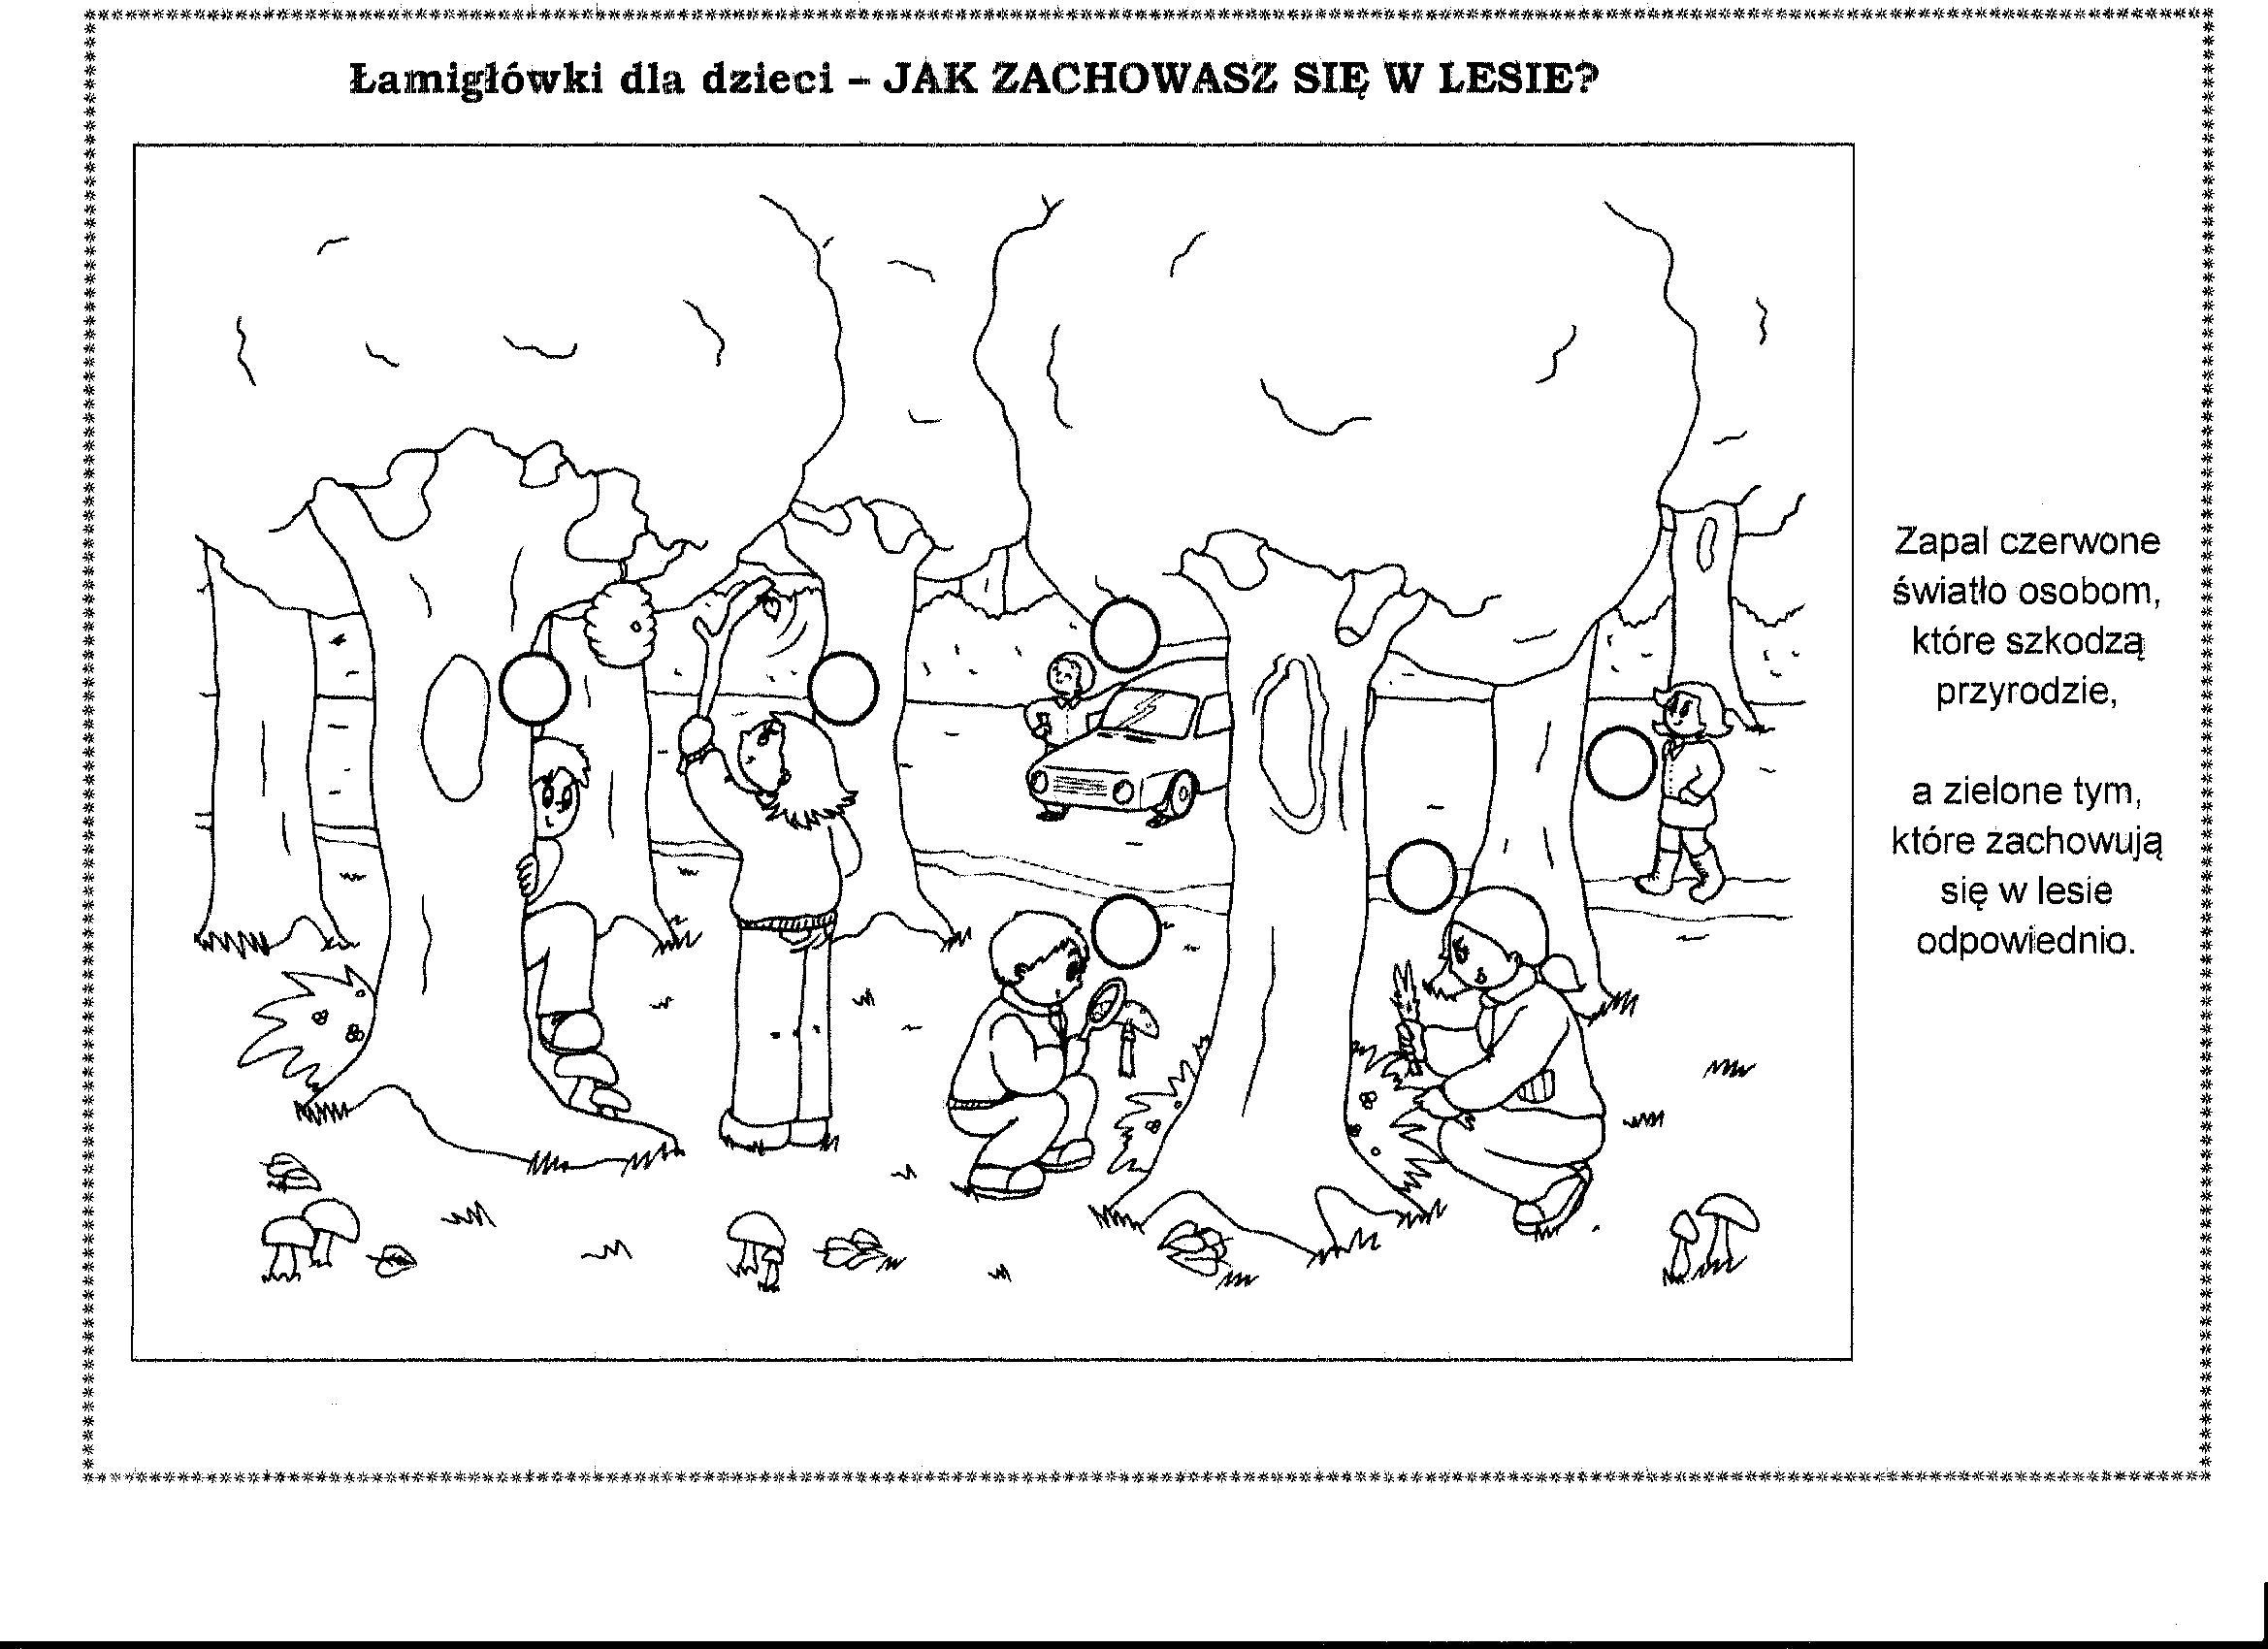 Łamigłówki dla dzieci – JAK ZACHOWASZ SIĘ W LESIE?
Zapal czerwone
światło osobom,
które szkodzą
przyrodzie,
a zielone tym,
które zachowują
się w lesie
odpowiednio.